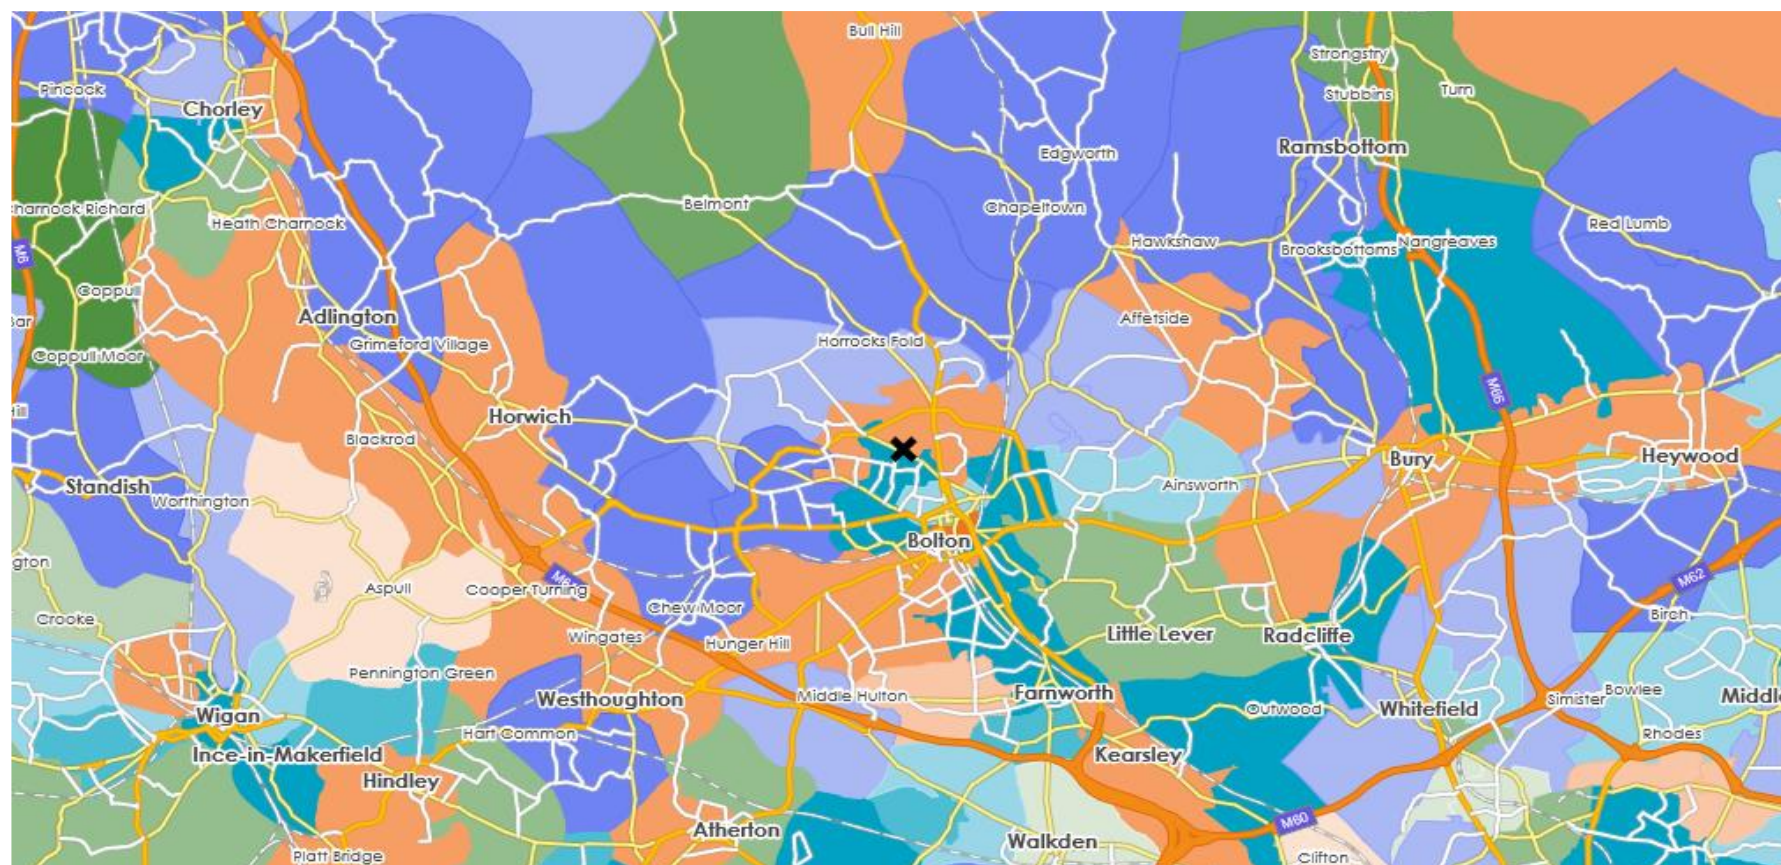 Bull Hill
Strongstry
Pincock
Stubbins
Turn
Chorley
Ramsbottom
Edgworth
Belmont
Charnock Richard
Chapeltown
Heath Charnock
Red Lumb
Hawkshaw
Nangreaves
Brooksbottoms
M6
Coppull
Adlington
Affetside
Bar
Grimeford Village
Horrocks Fold
Coppull Moor
M66
Hill
Horwich
Blackrod
Bury
Heywood
Standish
Ainsworth
Worthington
Bolton
M61
M62
Aspull
Cooper Turning
Chew Moor
Birch
Crooke
Wingates
Little Lever
Radcliffe
Hunger Hill
Pennington Green
Westhoughton
Middle Hulton
Farnworth
Simister
Bowlee
Middl
Outwood
Whitefield
Wigan
Hart Common
Rhodes
Ince-in-Makerfield
Kearsley
Hindley
M60
Atherton
Walkden
Platt Bridge
Clifton